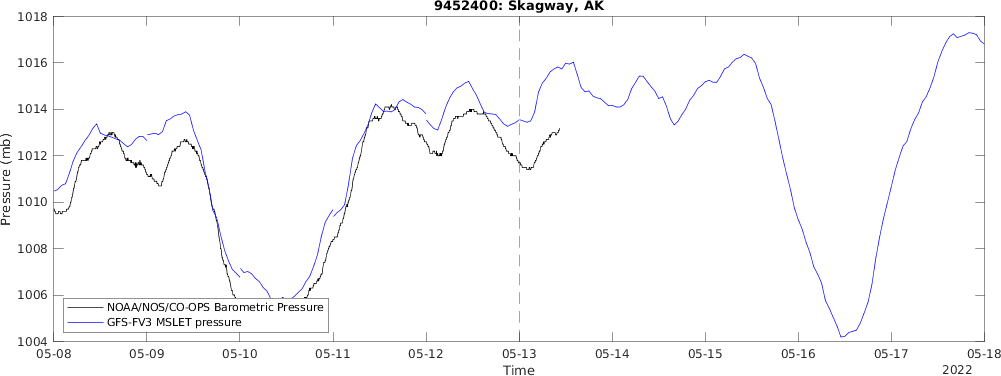 9452400: Skagway, AK
Pressure (mb)
1018
1016
1014
1012
1010
1008
1006
1004
NOAA/NOS/CO-OPS Barometric Pressure
GFS-FV3 MSLET pressure
05-08 05-09 05-10 05-11 05-12 05-13 05-14 05-15 05-16 05-17 05-18
Time
2022